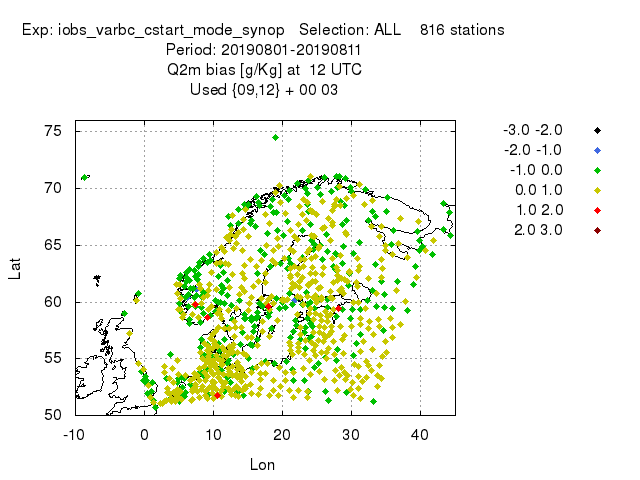 Exp: iobs_varbc_cstart_mode_synop   Selection: ALL    816 stations
Period: 20190801-20190811
Q2m bias [g/Kg] at  12 UTC
Used {09,12} + 00 03
-3.0 -2.0
-2.0 -1.0
-1.0 0.0
0.0 1.0
1.0 2.0
2.0 3.0
Lat
75
70
65
60
55
50
-10 0 10 20 30 40
Lon